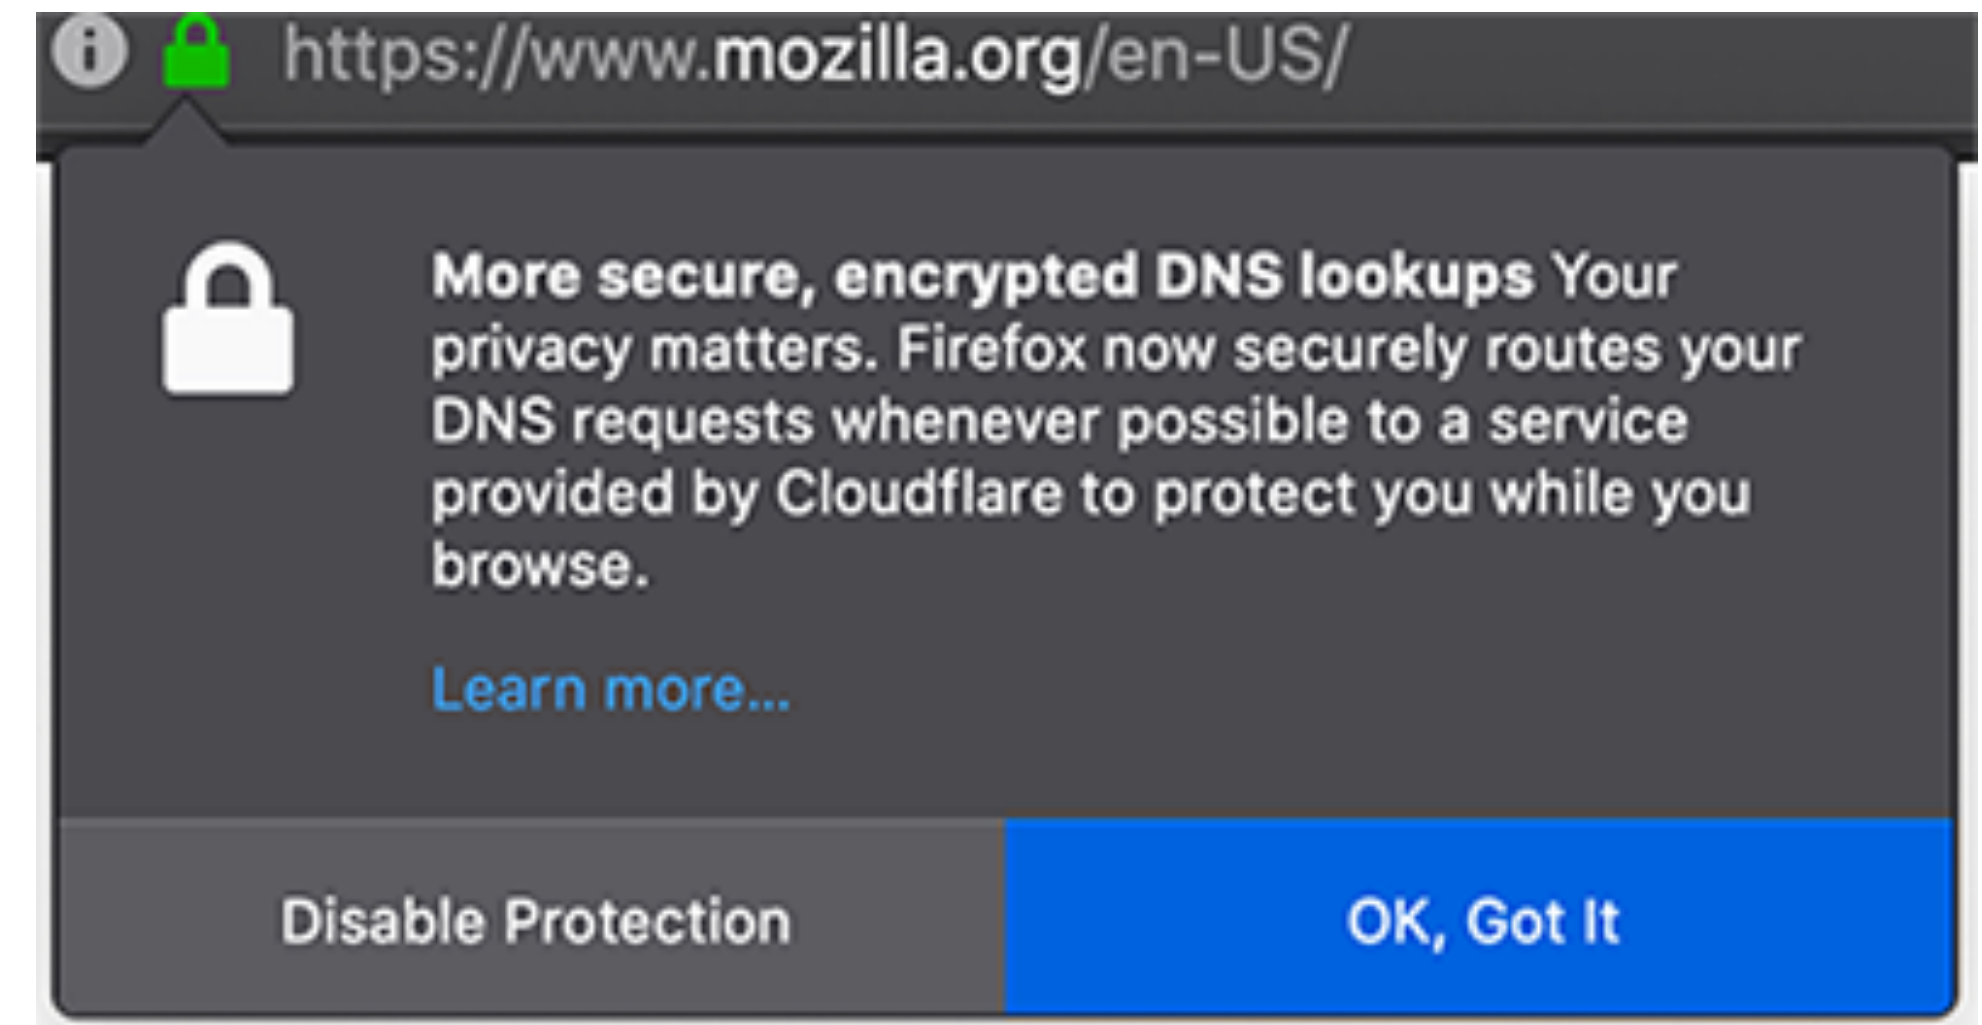 https://www.mozilla.org/en-US/
More secure, encrypted DNS lookups Your
privacy matters. Firefox now securely routes your
DNS requests whenever possible to a service
provided by Cloudflare to protect you while you
browse.
Learn more...
Disable Protection
OK, Got It